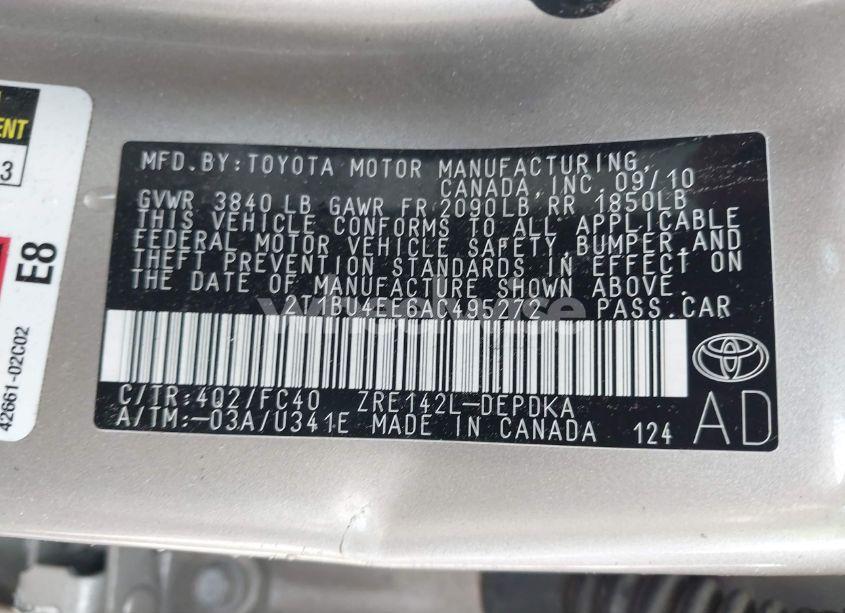 ENT
3
E8
42661-02C02
MFD.BY:TOYOTA MOTOR MANUFACTURING,
CANADA,INC. 09/10
GVWR 3840 LB GAWR FR 2090LB RR 1850LB
THIS VEHICLE CONFORMS TO ALL APPLICABLE
FEDERAL MOTOR VEHICLE SAFETY,BUMPER,AND
THEFT PREVENTION STANDARDS IN EFFECT ON
THE DATE OF MANUFACTURE SHOWN ABOVE.
PASS.CAR
C/TR:4Q2/FC40 ZRE142L-DEPDKA
A/TM:-03A/U341E MADE IN CANADA 124
AD